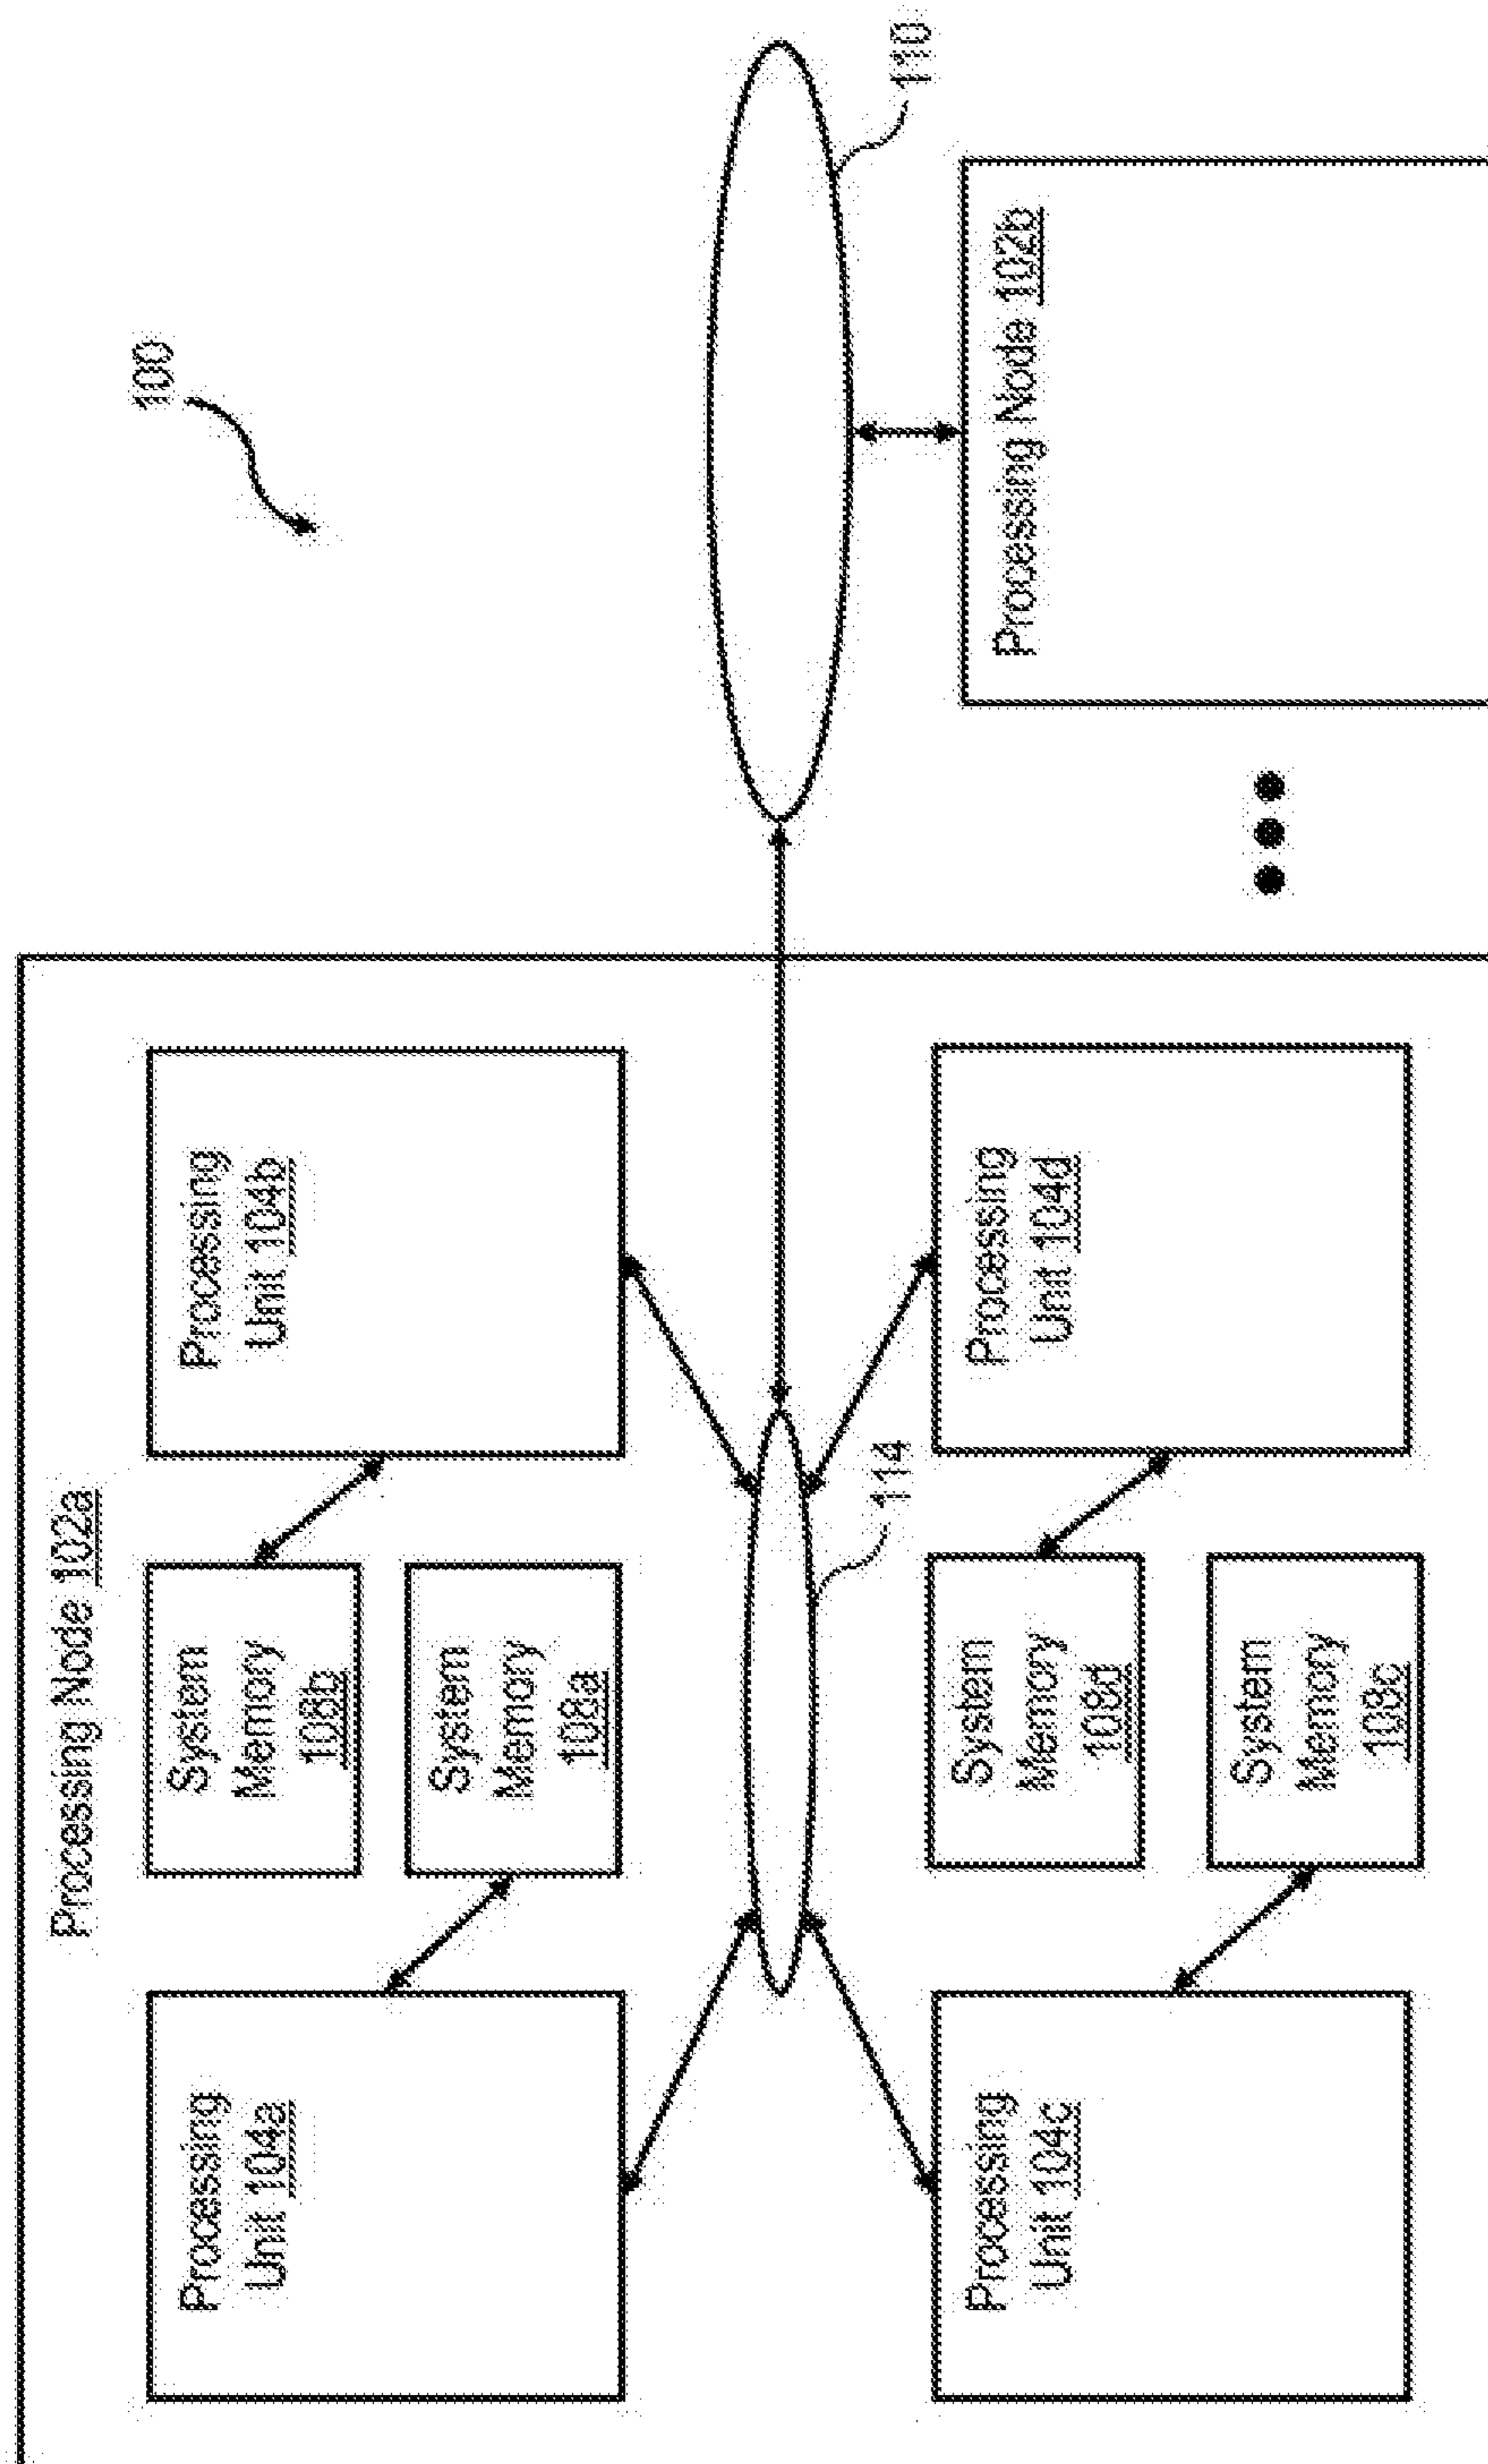 100
Processing Node 102a
Processing
Unit 104a
System
Memory
108b
System
Memory
108a
Processing
Unit 104b
110
114
Processing Node 102b
Processing
Unit 104c
System
Memory
108d
System
Memory
108c
Processing
Unit 104d